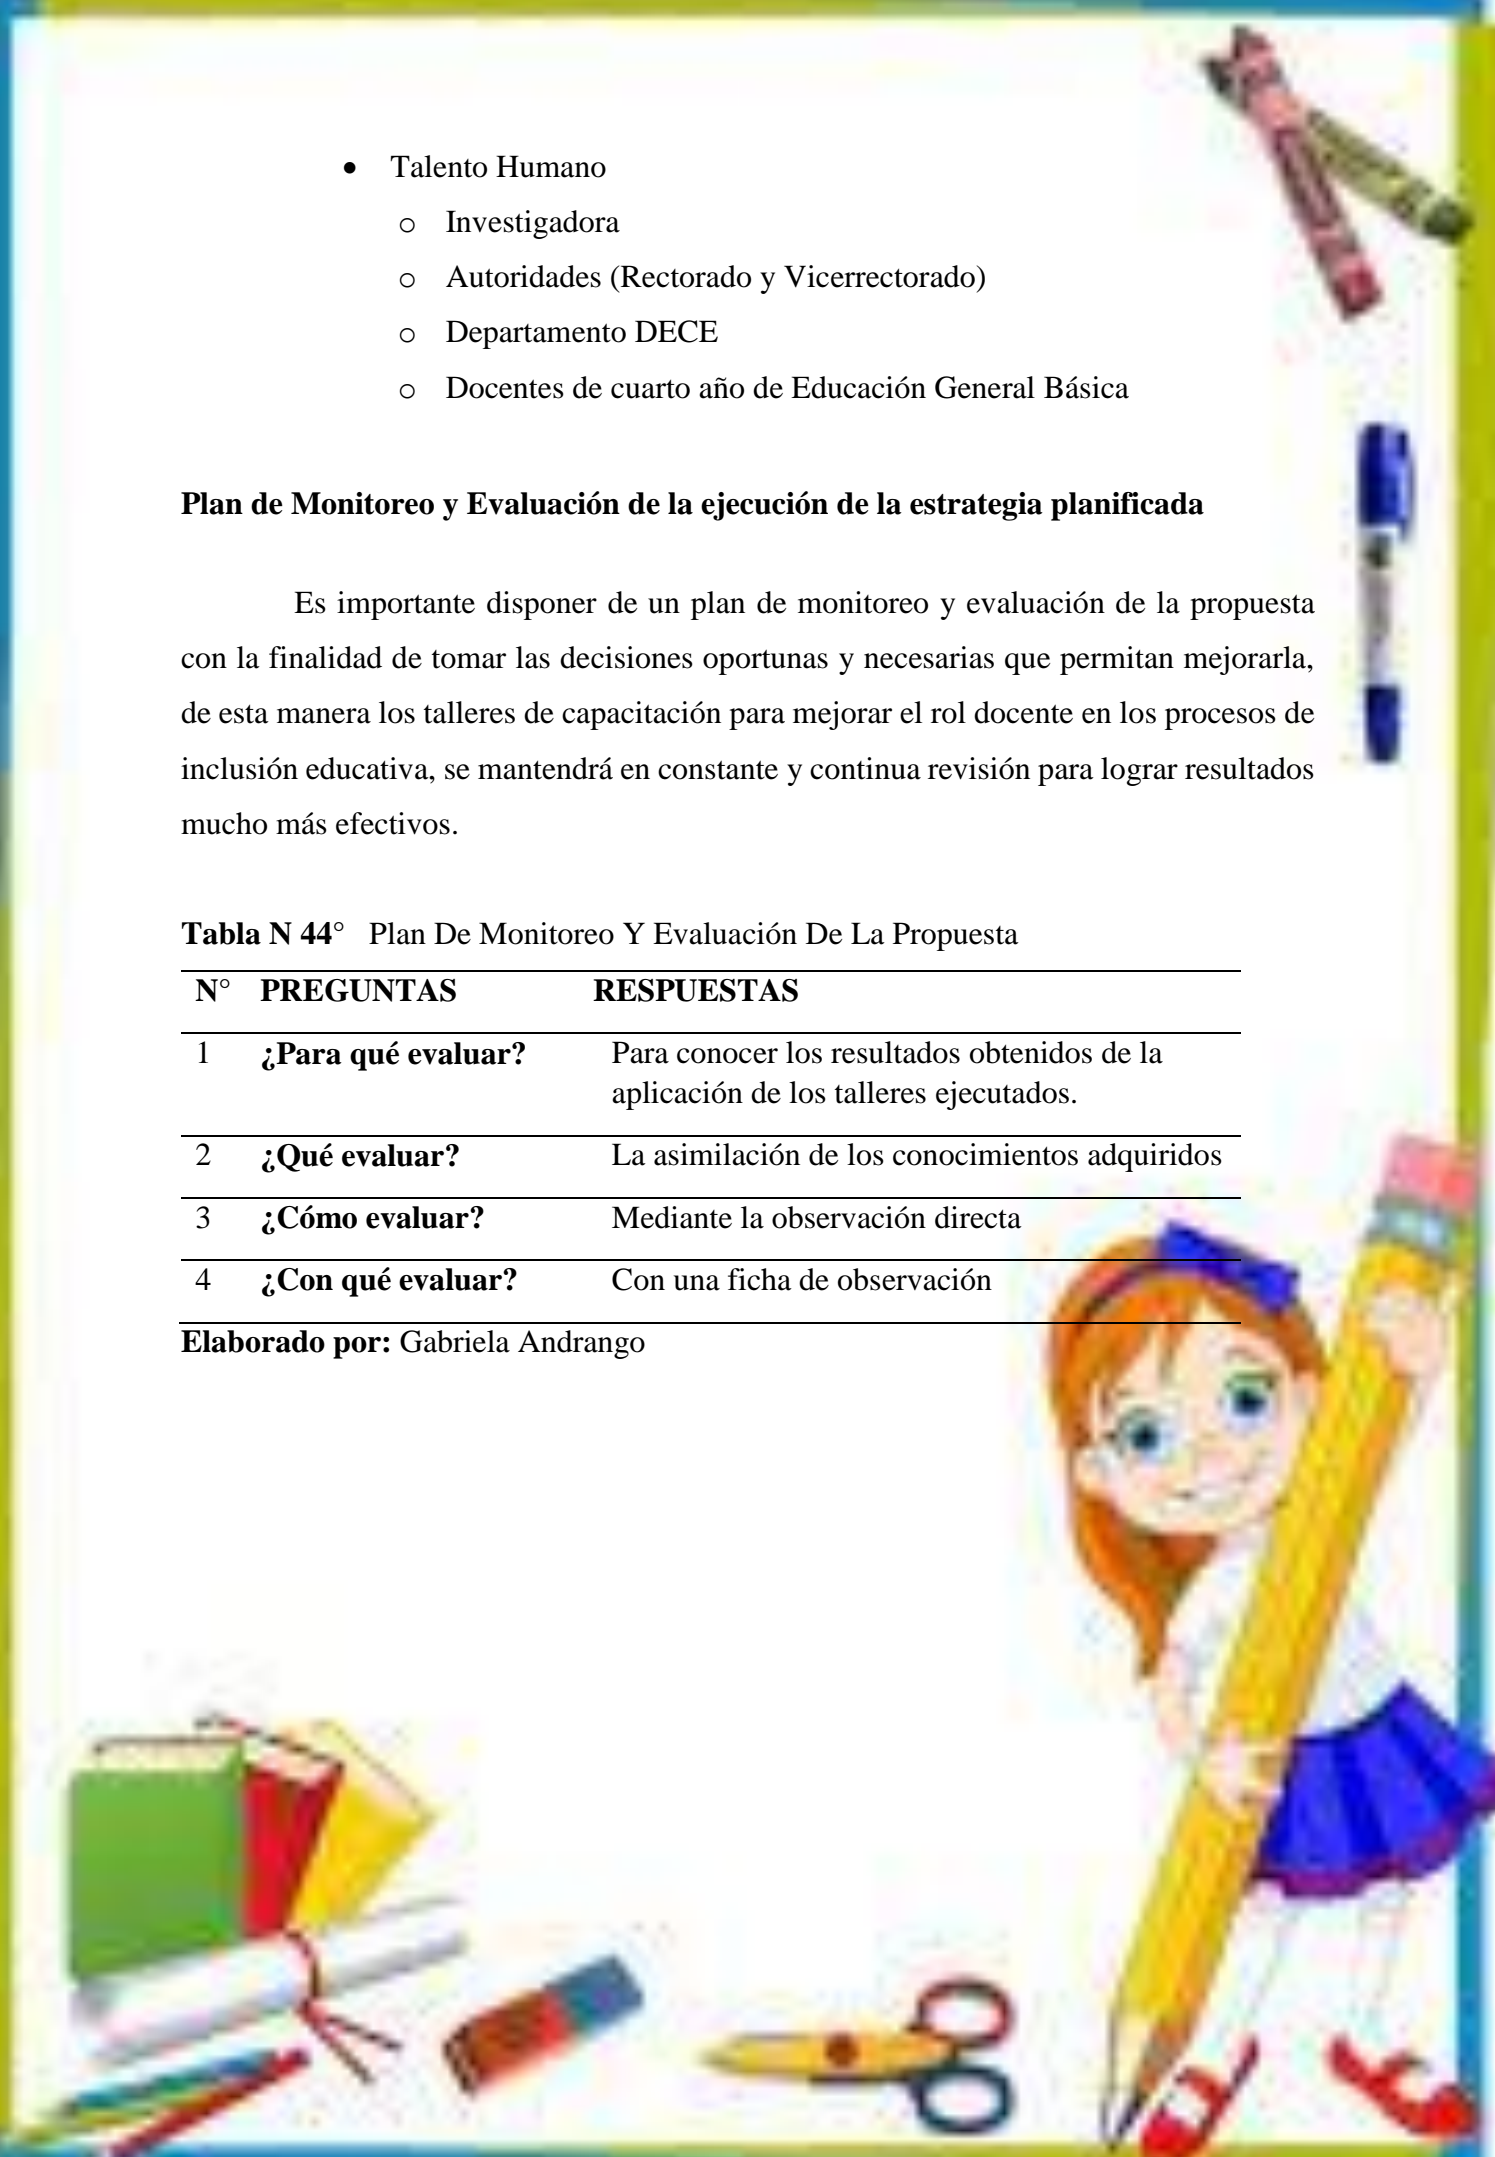 • Talento Humano
o Investigadora
o Autoridades (Rectorado y Vicerrectorado)
o Departamento DECE
o Docentes de cuarto año de Educación General Básica
Plan de Monitoreo y Evaluación de la ejecución de la estrategia planificada
Es importante disponer de un plan de monitoreo y evaluación de la propuesta
con la finalidad de tomar las decisiones oportunas y necesarias que permitan mejorarla,
de esta manera los talleres de capacitación para mejorar el rol docente en los procesos de
inclusión educativa, se mantendrá en constante y continua revisión para lograr resultados
mucho más efectivos.
Tabla N 44° Plan De Monitoreo Y Evaluación De La Propuesta
N° PREGUNTAS RESPUESTAS
1 ¿Para qué evaluar? Para conocer los resultados obtenidos de la
aplicación de los talleres ejecutados.
2 ¿Qué evaluar? La asimilación de los conocimientos adquiridos
3 ¿Cómo evaluar? Mediante la observación directa
4 ¿Con qué evaluar? Con una ficha de observación
Elaborado por: Gabriela Andrango